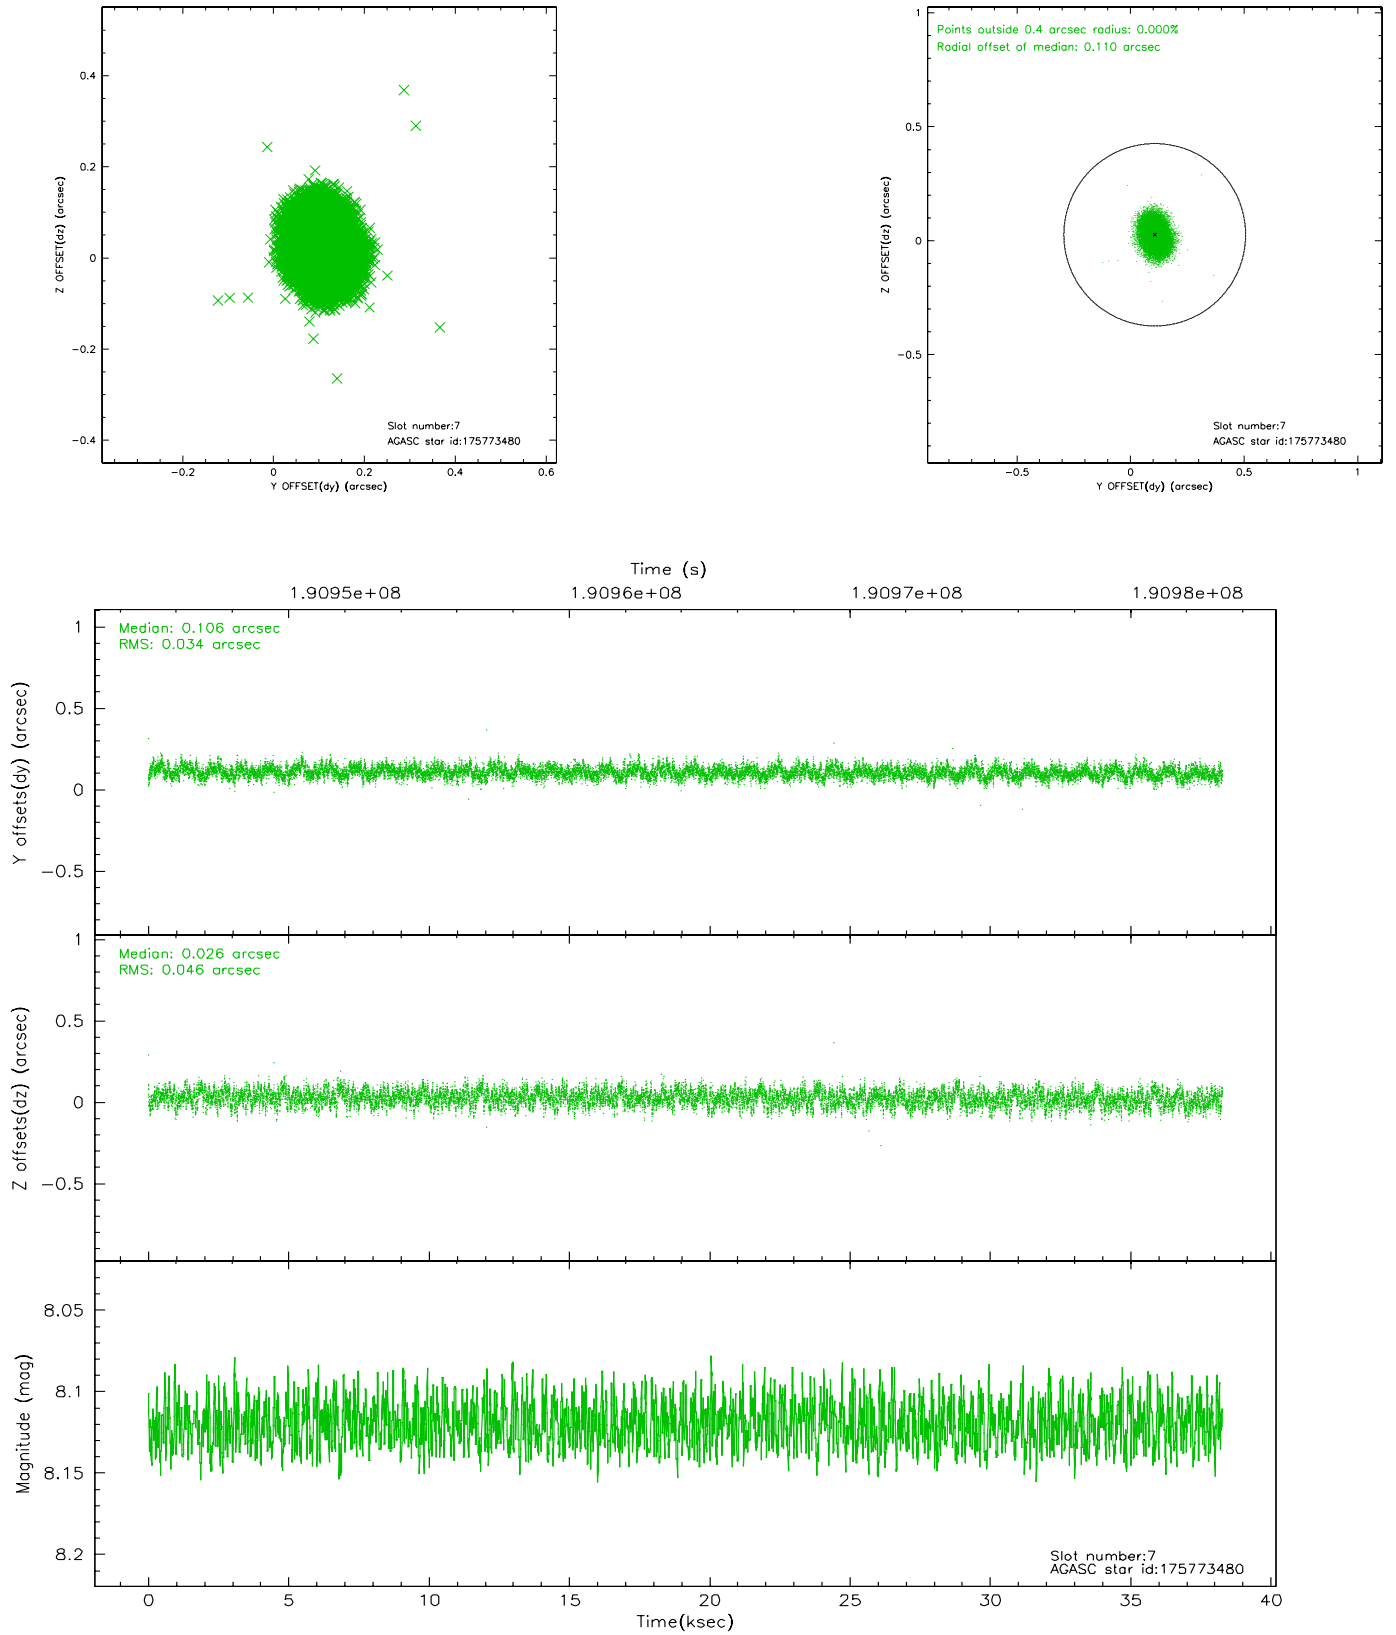 0.4
0.2
0
−0.2
−0.4
Z OFFSET(dz) (arcsec)
−0.2 0 0.2 0.4 0.6
Y OFFSET(dy) (arcsec)
Slot number:7
AGASC star id:175773480
Points outside 0.4 arcsec radius: 0.000%
Radial offset of median: 0.110 arcsec
1
0.5
0
−0.5
Z OFFSET(dz) (arcsec)
−0.5 0 0.5 1
Y OFFSET(dy) (arcsec)
Slot number:7
AGASC star id:175773480
Time (s)
1.9095e+08 1.9096e+08 1.9097e+08 1.9098e+08
Median: 0.106 arcsec
RMS: 0.034 arcsec
1
0.5
0
−0.5
Y offsets(dy) (arcsec)
Median: 0.026 arcsec
RMS: 0.046 arcsec
1
0.5
0
−0.5
Z offsets(dz) (arcsec)
8.05
8.1
8.15
8.2
Magnitude (mag)
Slot number:7
AGASC star id:175773480
0 5 10 15 20 25 30 35 40
Time(ksec)